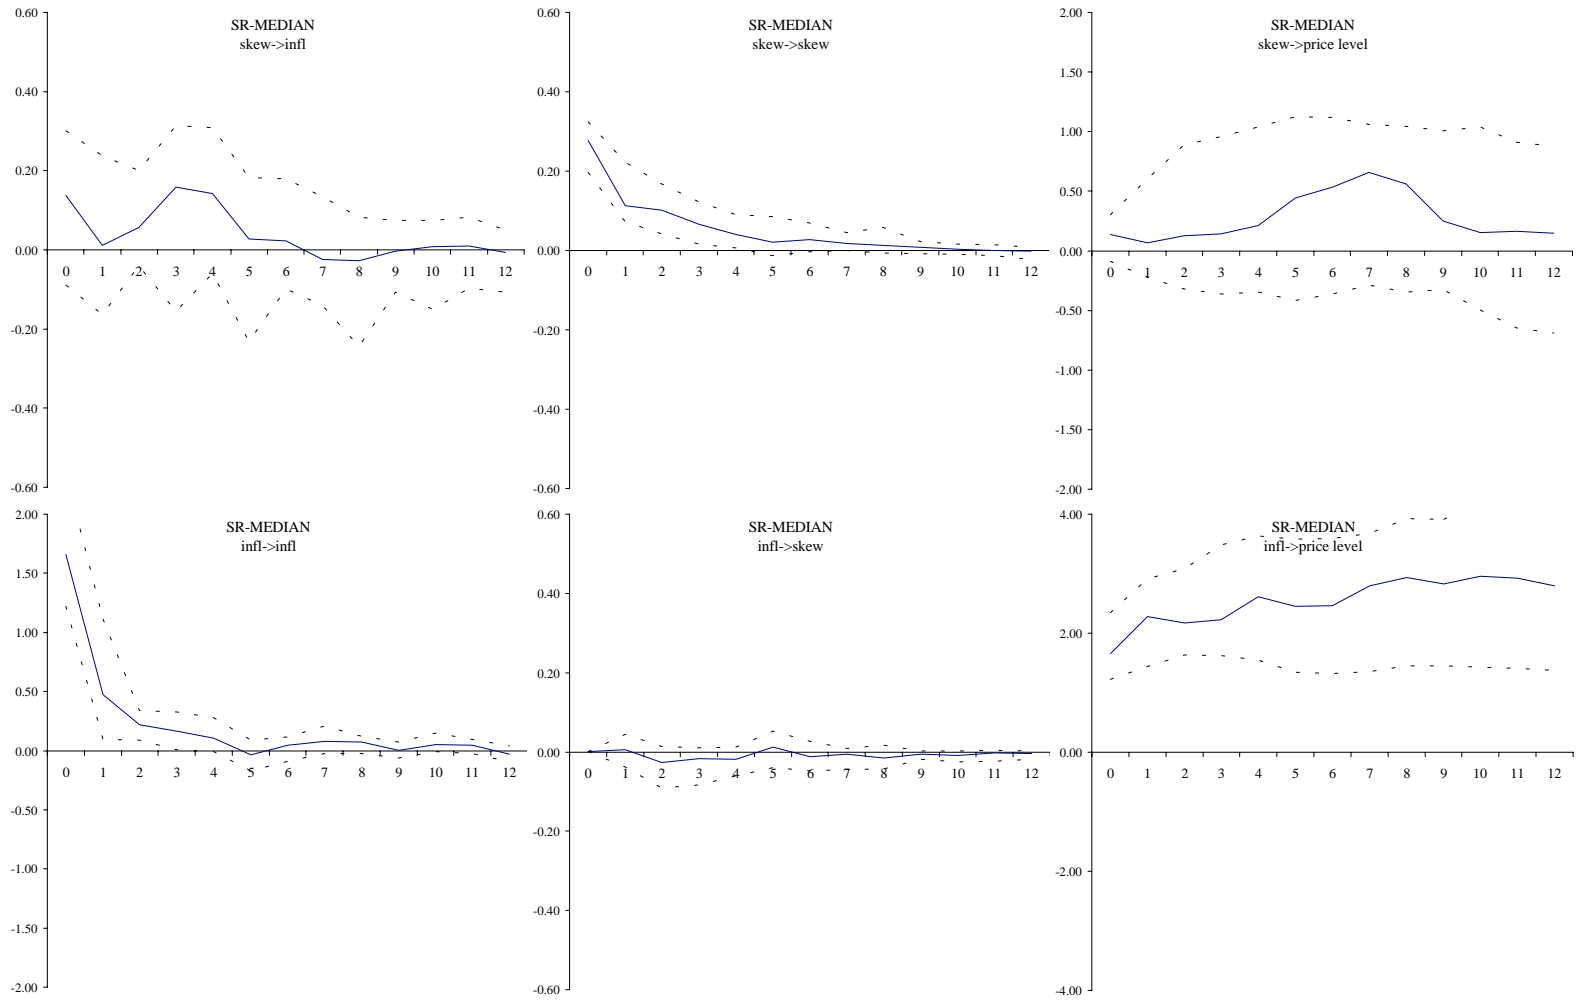 SR-MEDIAN
skew->infl
0.60
0.40
0.20
0.00
-0.20
-0.40
-0.60
0 1 2 3 4 5 6 7 8 9 10 11 12
SR-MEDIAN
skew->skew
0.60
0.40
0.20
0.00
-0.20
-0.40
-0.60
0 1 2 3 4 5 6 7 8 9 10 11 12
SR-MEDIAN
skew->price level
2.00
1.50
1.00
0.50
0.00
-0.50
-1.00
-1.50
-2.00
0 1 2 3 4 5 6 7 8 9 10 11 12
SR-MEDIAN
infl->infl
2.00
1.50
1.00
0.50
0.00
-0.50
-1.00
-1.50
-2.00
0 1 2 3 4 5 6 7 8 9 10 11 12
SR-MEDIAN
infl->skew
0.60
0.40
0.20
0.00
-0.20
-0.40
-0.60
0 1 2 3 4 5 6 7 8 9 10 11 12
SR-MEDIAN
infl->price level
4.00
2.00
0.00
-2.00
-4.00
0 1 2 3 4 5 6 7 8 9 10 11 12